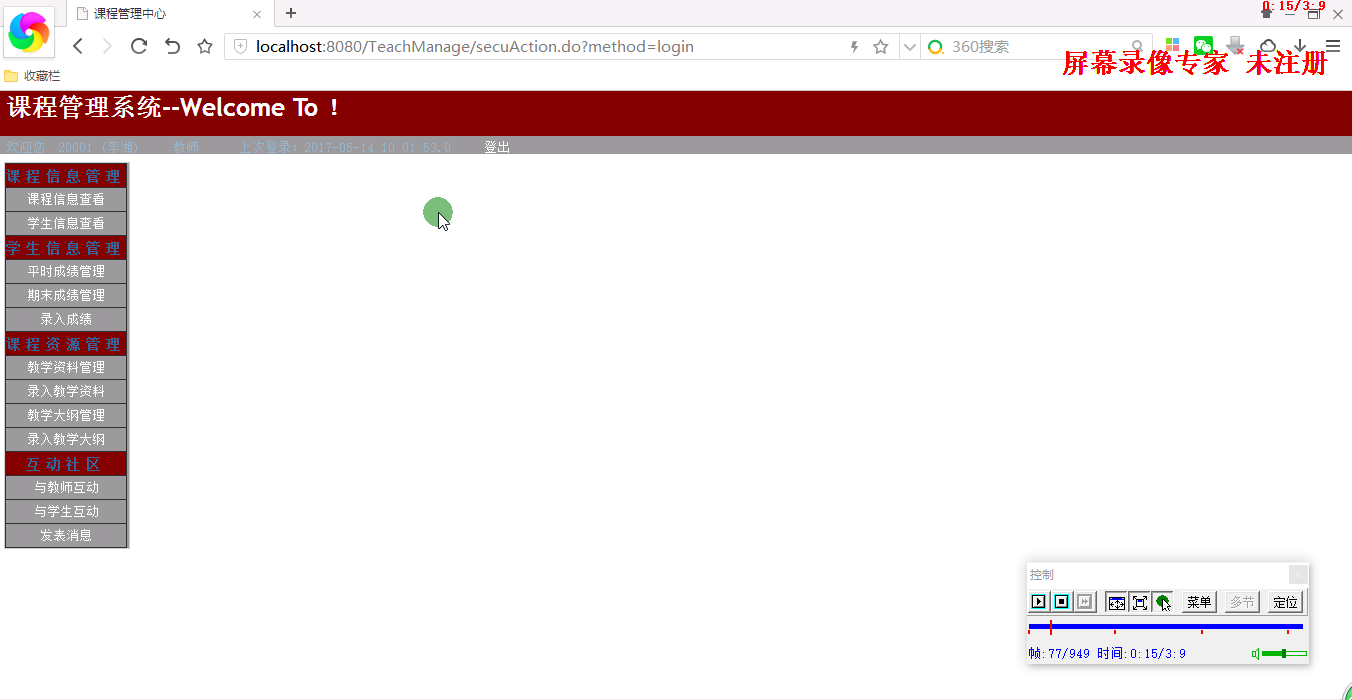 0:15/3:9
课程管理中心
localhost:8080/TeachManage/secuAction.do?method=login
360搜索
屏幕录像专家 未注册
收藏栏
课程管理系统--Welcome To !
欢迎您 20001 (李湘) 教师 上次登录: 2017-05-14 10:01:53.0 登出
课程信息管理
课程信息查看
学生信息查看
学生信息管理
平时成绩管理
期末成绩管理
录入成绩
课程资源管理
教学资料管理
录入教学资料
教学大纲管理
录入教学大纲
互动社区
与教师互动
与学生互动
发表消息
控制
菜单 多节 定位
帧:77/949 时间:0:15/3:9